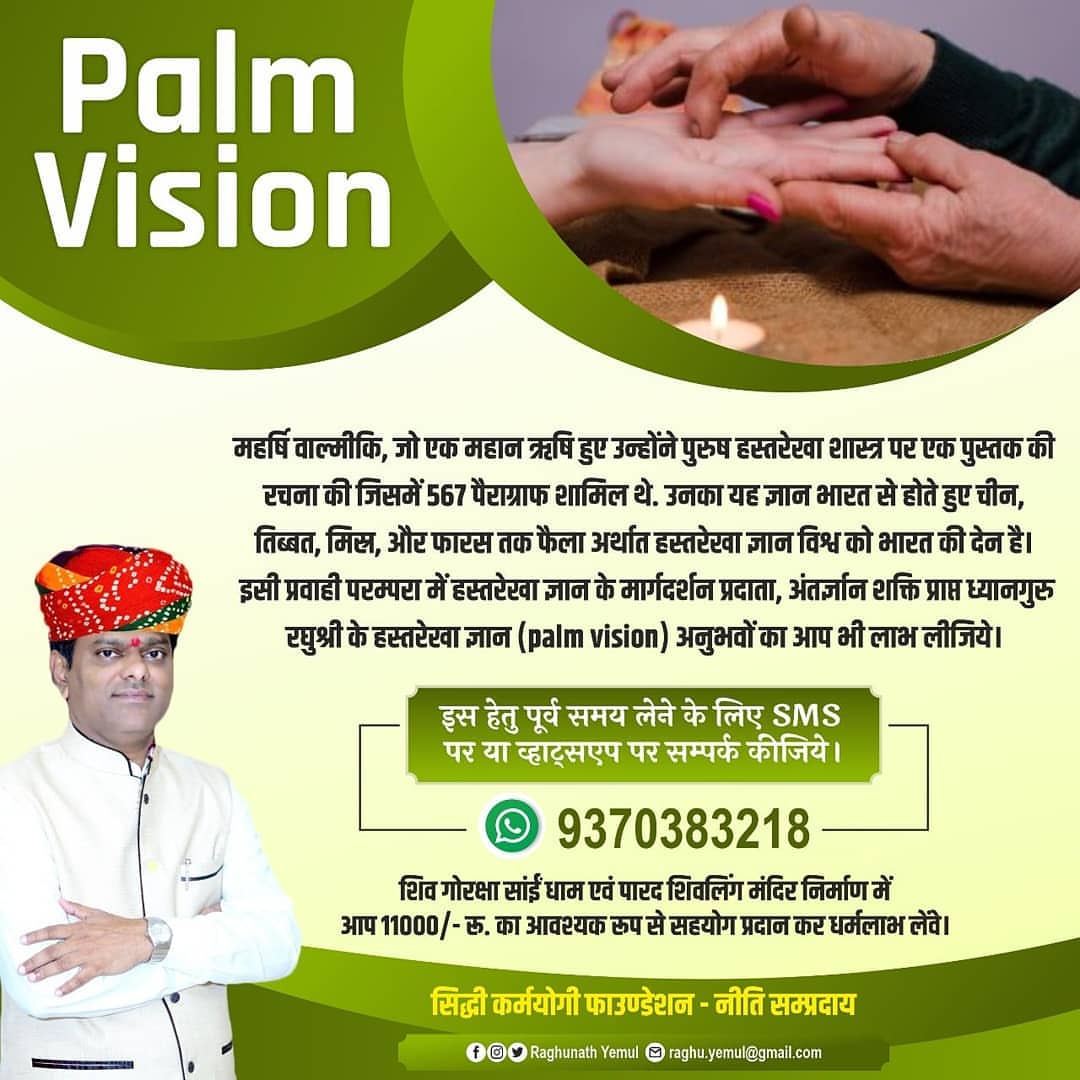 Palm
Vision
महर्षि वाल्मीकि, जो एक महान ऋषि हुए उन्होंने पुरुष हस्तरेखा शास्त्र पर एक पुस्तक की
रचना की जिसमें 567 पैराग्राफ शामिल थे. उनका यह ज्ञान भारत से होते हुए चीन,
तिब्बत, मिस्र, और फारस तक फैला अर्थात हस्तरेखा ज्ञान विश्व को भारत की देन है।
इसी प्रवाही परम्परा में हस्तरेखा ज्ञान के मार्गदर्शन प्रदाता, अंतर्ज्ञान शक्ति प्राप्त ध्यानगुरु
रघुश्री के हस्तरेखा ज्ञान (palm vision) अनुभवों का आप भी लाभ लीजिये।
इस हेतु पूर्व समय लेने के लिए SMS
पर या व्हाट्सएप पर सम्पर्क कीजिये।
9370383218
शिव गोरक्षा सांईं धाम एवं पारद शिवलिंग मंदिर निर्माण में
आप 11000/- रू. का आवश्यक रूप से सहयोग प्रदान कर धर्मलाभ लेंवे।
सिद्धी कर्मयोगी फाउण्डेशन - नीति सम्प्रदाय
Raghunath Yemul raghu.yemul@gmail.com